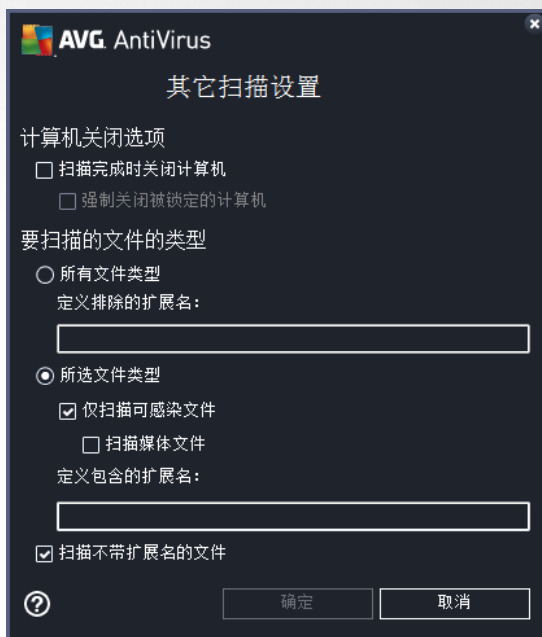 AVG. AntiVirus
其它扫描设置
计算机关闭选项
扫描完成时关闭计算机
强制关闭被锁定的计算机
要扫描的文件的类型
所有文件类型
定义排除的扩展名：
所选文件类型
仅扫描可感染文件
扫描媒体文件
定义包含的扩展名：
扫描不带扩展名的文件
?
确定
取消